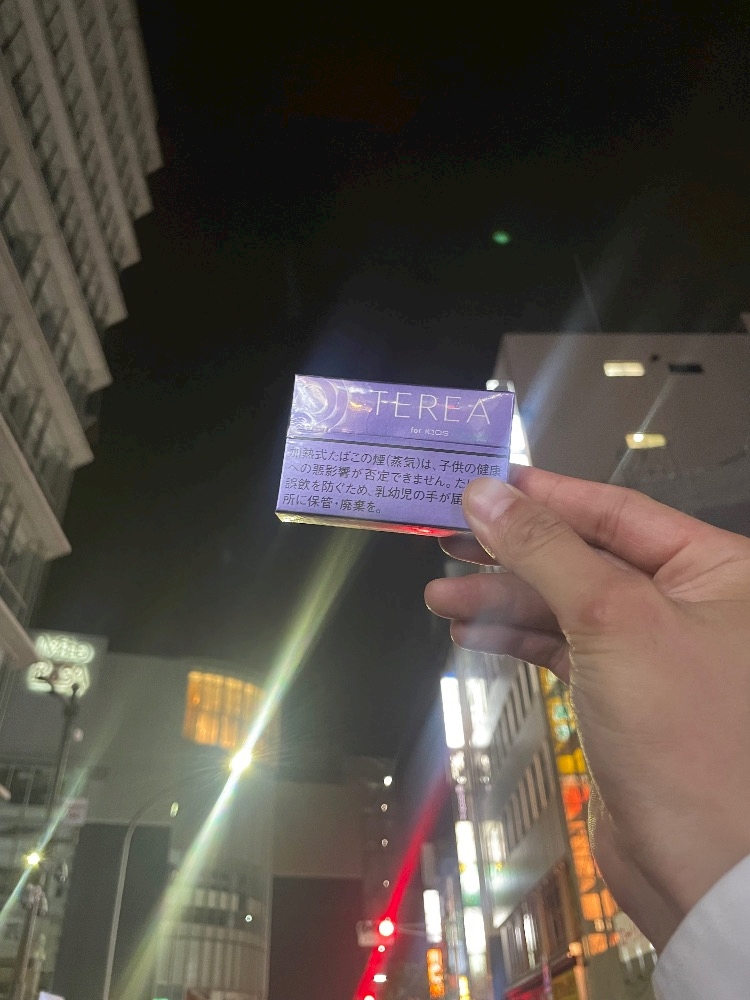 TEREA
for IQOS
加熱式たばこの煙(蒸気)は、子供の健康
への悪影響が否定できません。たば
誤飲を防ぐため、乳幼児の手が届
所に保管・廃棄を。